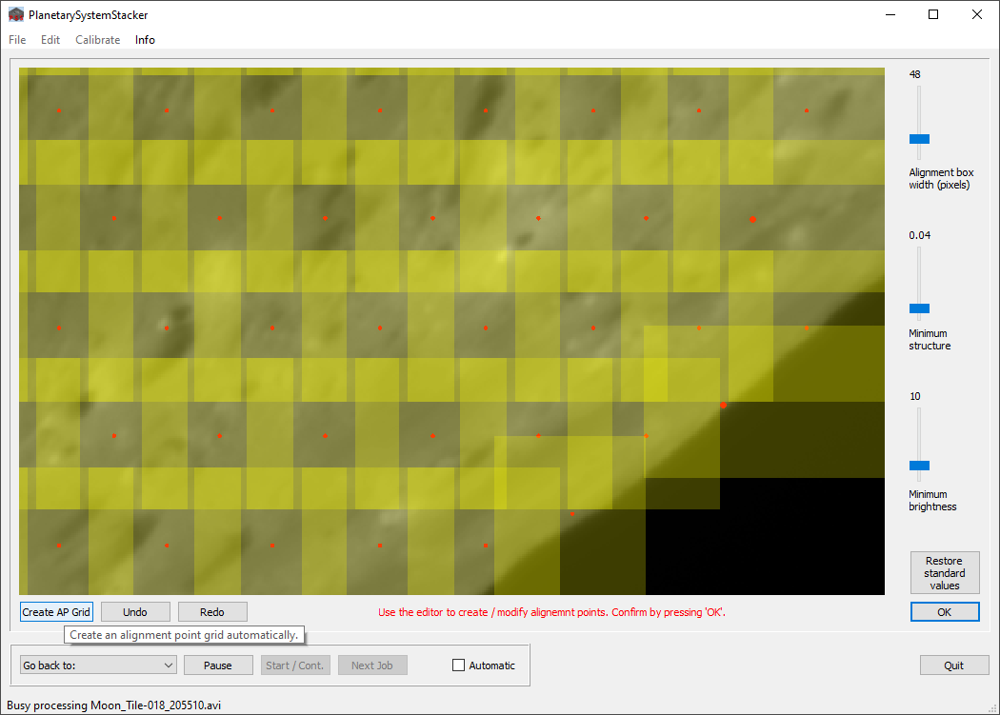 PlanetarySystemStacker
File Edit Calibrate Info
48
Alignment box
width (pixels)
0.04
Minimum
structure
10
Minimum
brightness
Restore
standard
values
Create AP Grid Undo Redo Use the editor to create / modify alignemnt points. Confirm by pressing 'OK'. OK
Create an alignment point grid automatically.
Go back to: Pause Start / Cont. Next Job Automatic Quit
Busy processing Moon_Tile-018_205510.avi